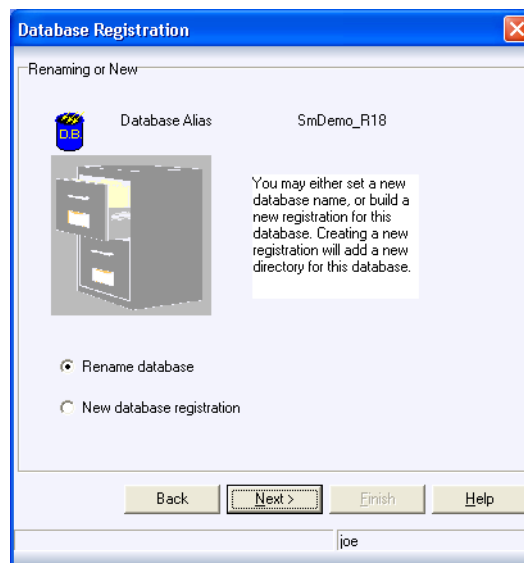 Database Registration
Renaming or New
D.B.
Database Alias SmDemo_R18
You may either set a new
database name, or build a
new registration for this
database. Creating a new
registration will add a new
directory for this database.
Rename database
New database registration
Back Next > Finish Help
joe